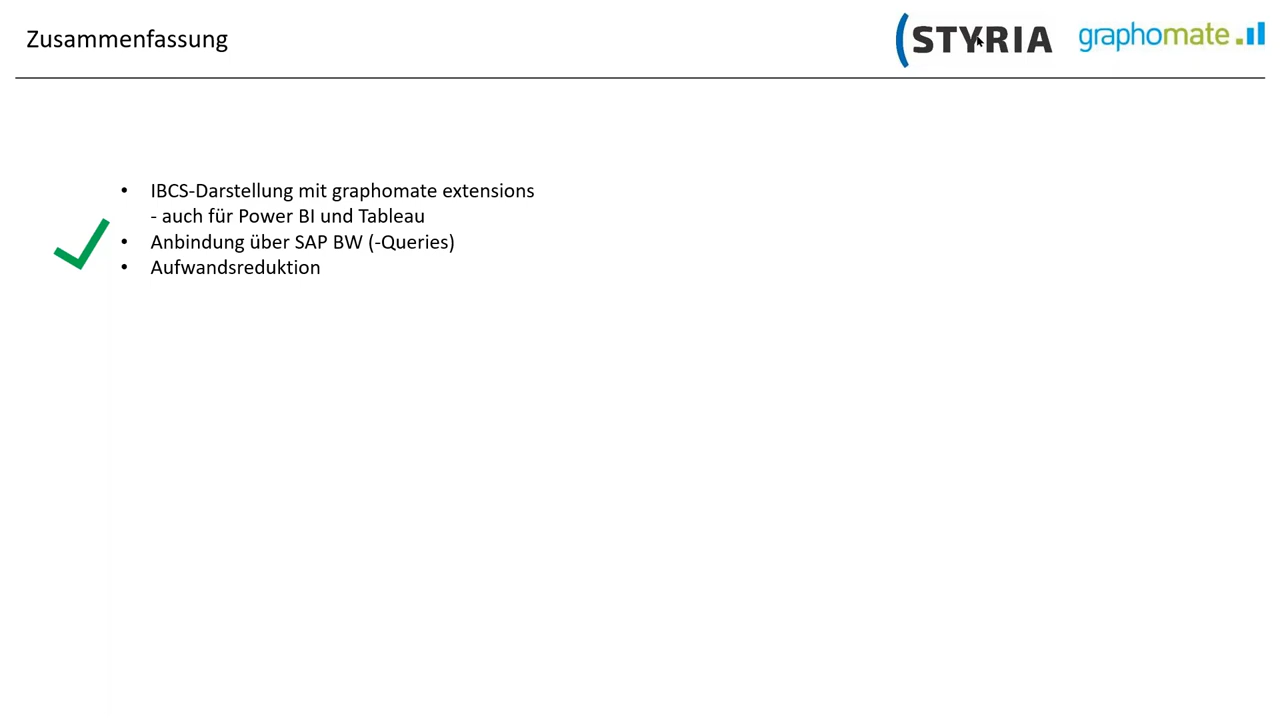 Zusammenfassung
STYRIA
graphomate
• IBCS-Darstellung mit graphomate extensions
- auch für Power BI und Tableau
• Anbindung über SAP BW (-Queries)
• Aufwandsreduktion